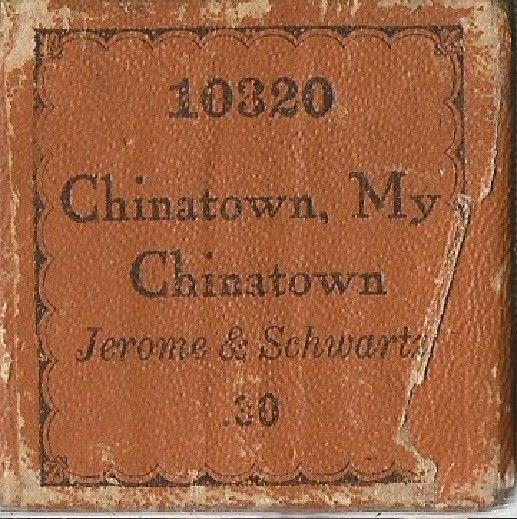 10320
Chinatown, My
Chinatown
Jerome & Schwartz
.30